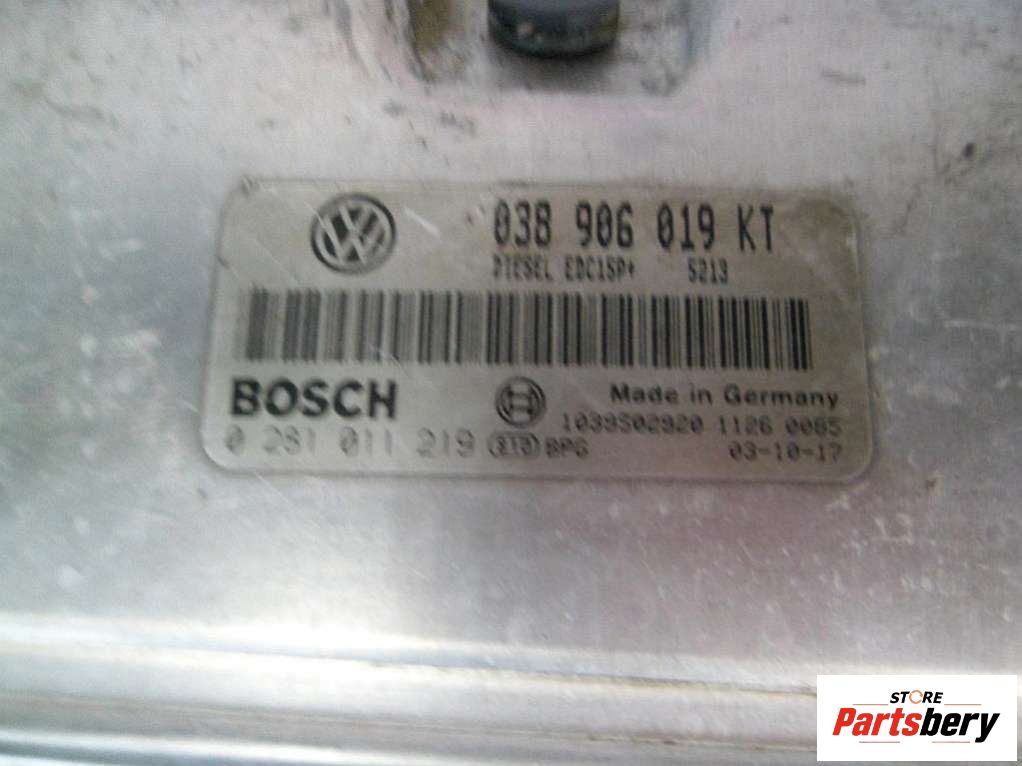 038 906 019 KT
DIESEL EDC15P+ 5213
BOSCH
Made in Germany
1039502920 1126 0085
0 281 011 219 BPG
03-10-17
STORE
Partsbery